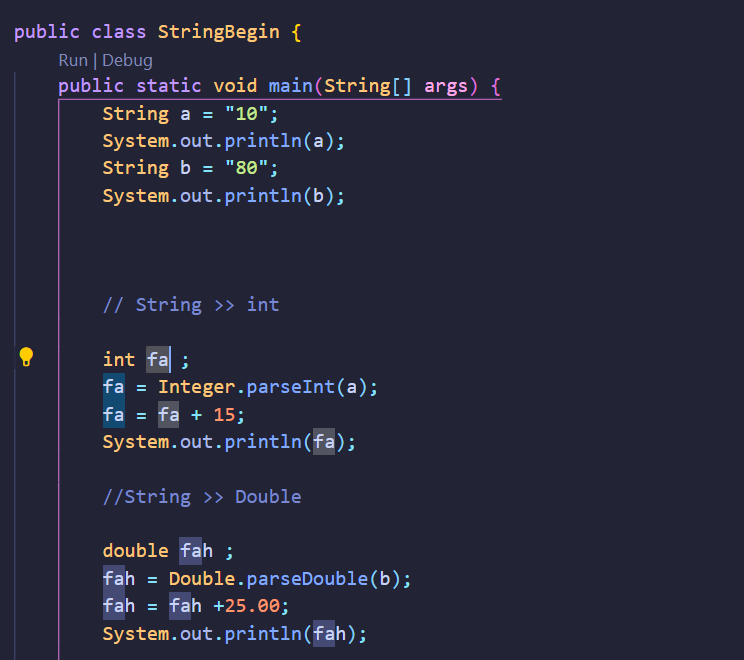 public class StringBegin {
Run | Debug
public static void main(String[] args) {
String a = "10";
System.out.println(a);
String b = "80";
System.out.println(b);
// String >> int
int fa ;
fa = Integer.parseInt(a);
fa = fa + 15;
System.out.println(fa);
//String >> Double
double fah ;
fah = Double.parseDouble(b);
fah = fah +25.00;
System.out.println(fah);